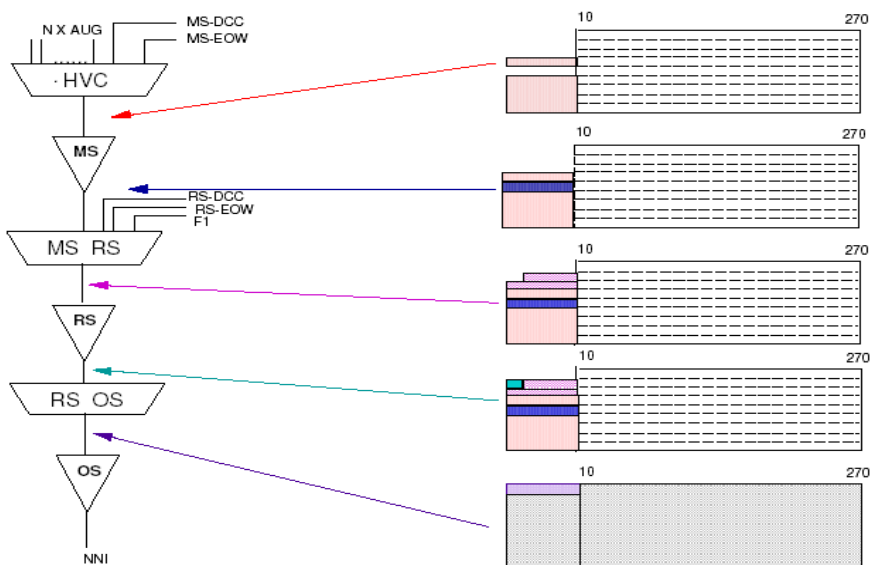 N X AUG
MS-DCC
MS-EOW
· HVC
MS
RS-DCC
RS-EOW
F1
MS RS
RS
RS OS
OS
NNI
10 270
10 270
10 270
10 270
10 270